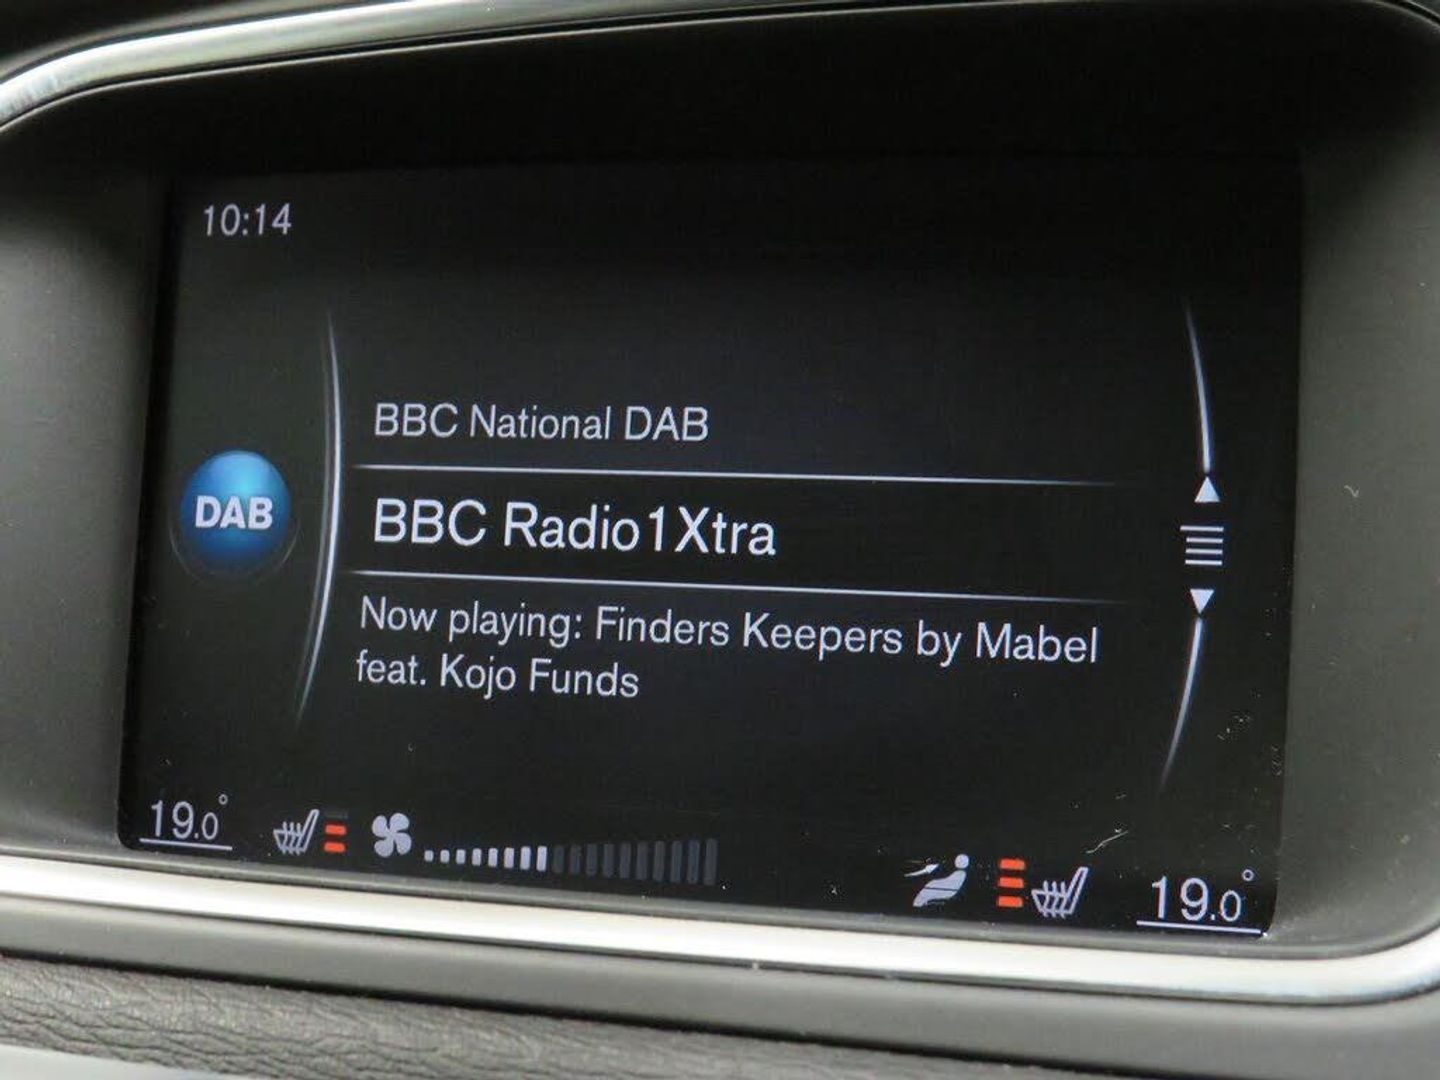 10:14
BBC National DAB
DAB
BBC Radio1Xtra
Now playing: Finders Keepers by Mabel
feat. Kojo Funds
19.0°
19.0°